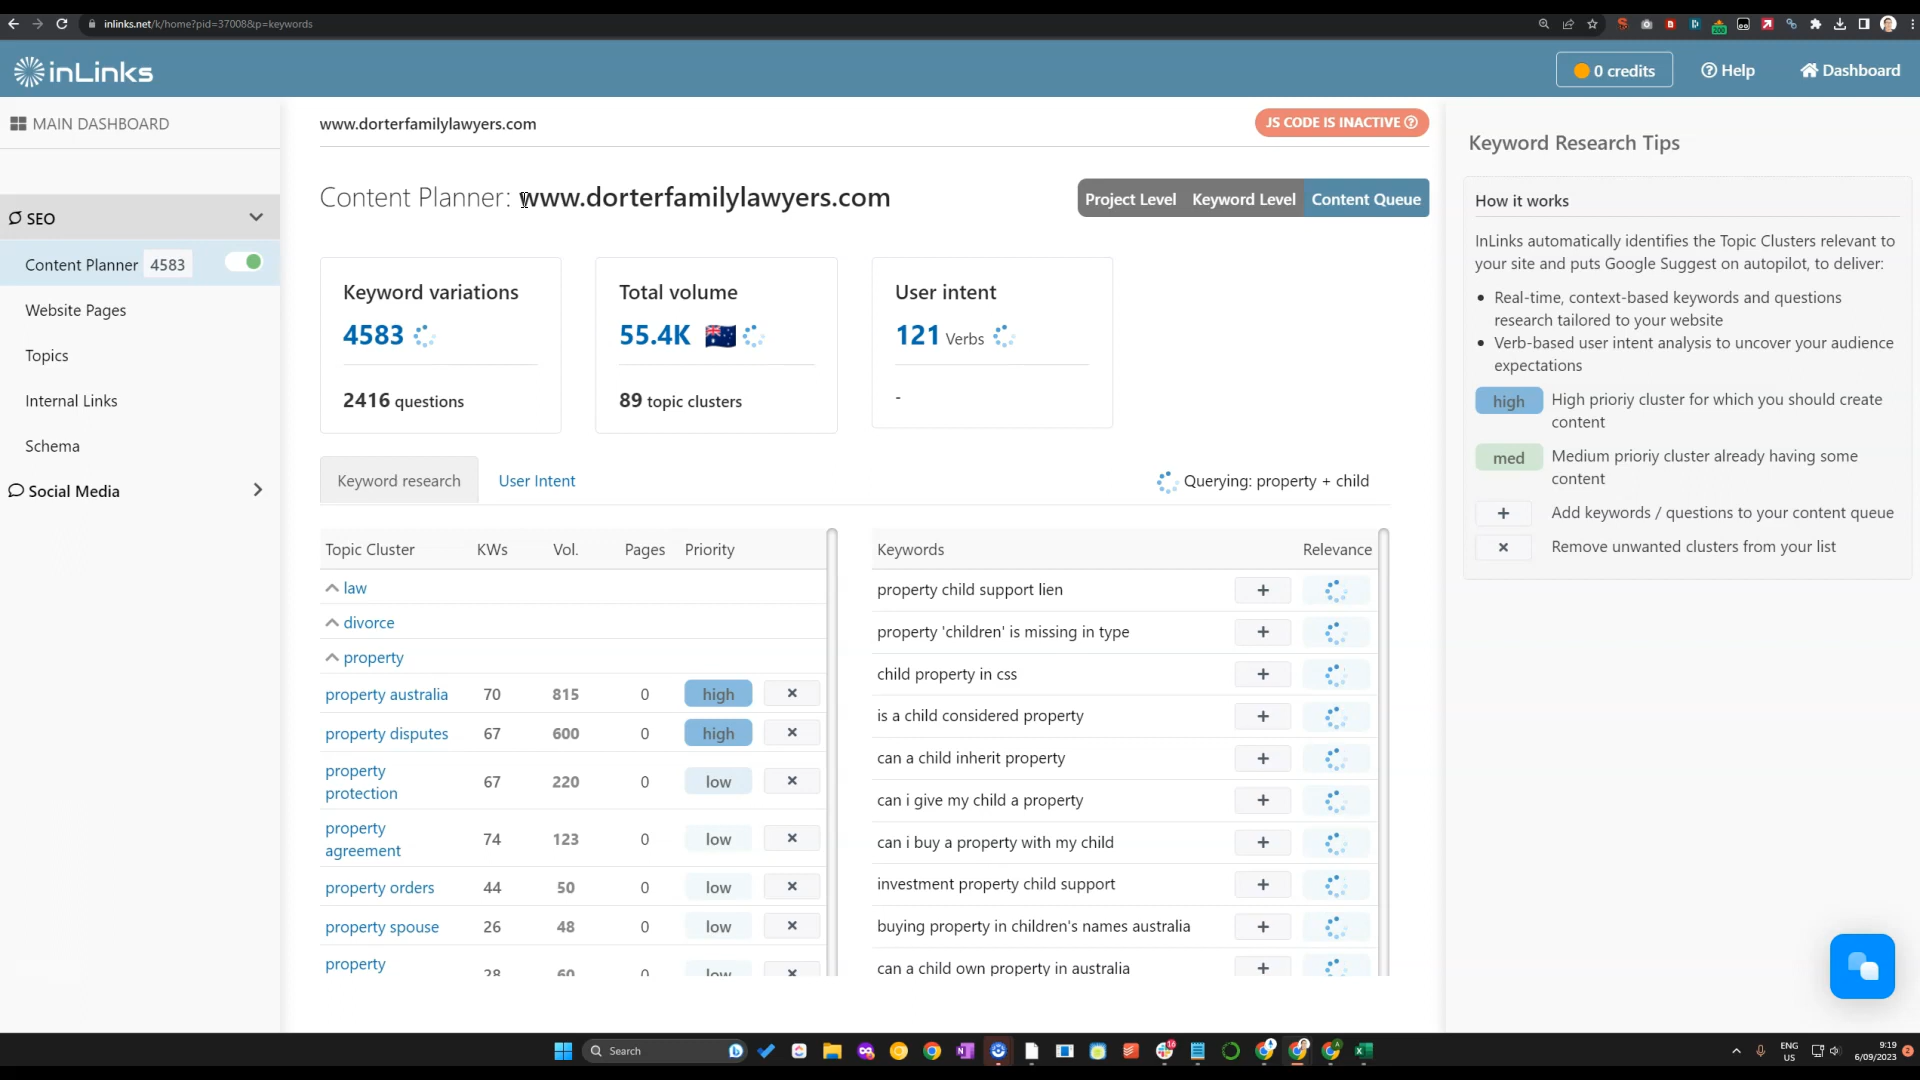 inlinks.net/k/home?pid=37008&p=keywords
200
inLinks
0 credits
Help
Dashboard
MAIN DASHBOARD
SEO
Content Planner 4583
Website Pages
Topics
Internal Links
Schema
Social Media
www.dorterfamilylawyers.com
JS CODE IS INACTIVE
Content Planner: www.dorterfamilylawyers.com
Project Level Keyword Level Content Queue
Keyword variations
4583
2416 questions
Total volume
55.4K
89 topic clusters
User intent
121 Verbs
-
Keyword research User Intent
Querying: property + child
Topic Cluster KWs Vol. Pages Priority
law
divorce
property
property australia 70 815 0 high ×
property disputes 67 600 0 high ×
property
protection 67 220 0 low ×
property
agreement 74 123 0 low ×
property orders 44 50 0 low ×
property spouse 26 48 0 low ×
property
28 60 0 low ×
Keywords Relevance
property child support lien +
property 'children' is missing in type +
child property in css +
is a child considered property +
can a child inherit property +
can i give my child a property +
can i buy a property with my child +
investment property child support +
buying property in children's names australia +
can a child own property in australia +
Keyword Research Tips
How it works
InLinks automatically identifies the Topic Clusters relevant to
your site and puts Google Suggest on autopilot, to deliver:
• Real-time, context-based keywords and questions
research tailored to your website
• Verb-based user intent analysis to uncover your audience
expectations
high High prioriy cluster for which you should create
content
med Medium prioriy cluster already having some
content
+ Add keywords / questions to your content queue
× Remove unwanted clusters from your list
Search
ENG
US
9:19
6/09/2023
2